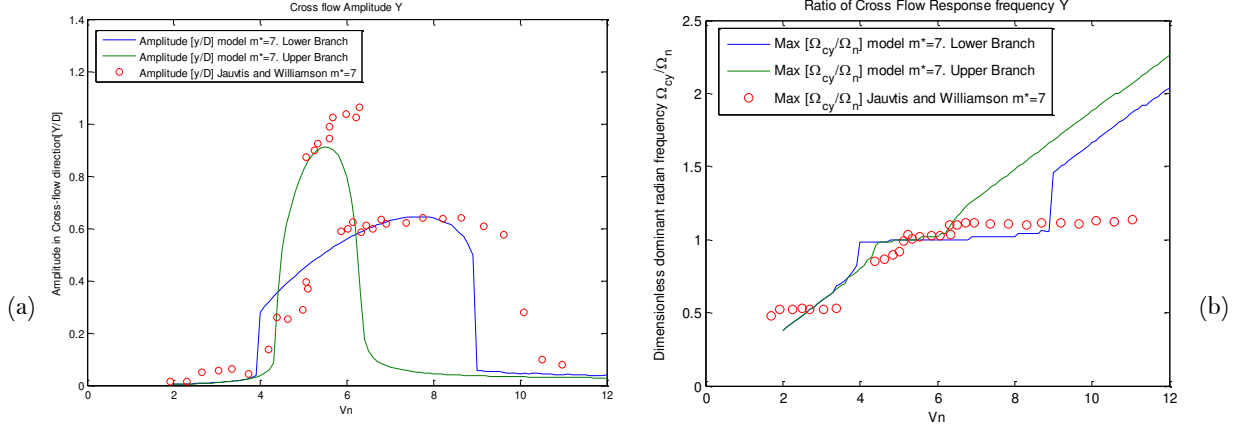 Cross flow Amplitude Y
Amplitude [y/D] model m*=7. Lower Branch
Amplitude [y/D] model m*=7. Upper Branch
Amplitude [y/D] Jauvtis and Williamson m*=7
Amplitude in Cross-flow direction[Y/D]
1.4
1.2
1
0.8
0.6
0.4
0.2
0
0 2 4 6 8 10 12
Vn
(a)
Ratio of Cross Flow Response frequency Y
Max [Ωcy/Ωn] model m*=7. Lower Branch
Max [Ωcy/Ωn] model m*=7. Upper Branch
Max [Ωcy/Ωn] Jauvtis and Williamson m*=7
Dimensionless dominant radian frequency Ωcy/Ωn
2.5
2
1.5
1
0.5
0
0 2 4 6 8 10 12
Vn
(b)